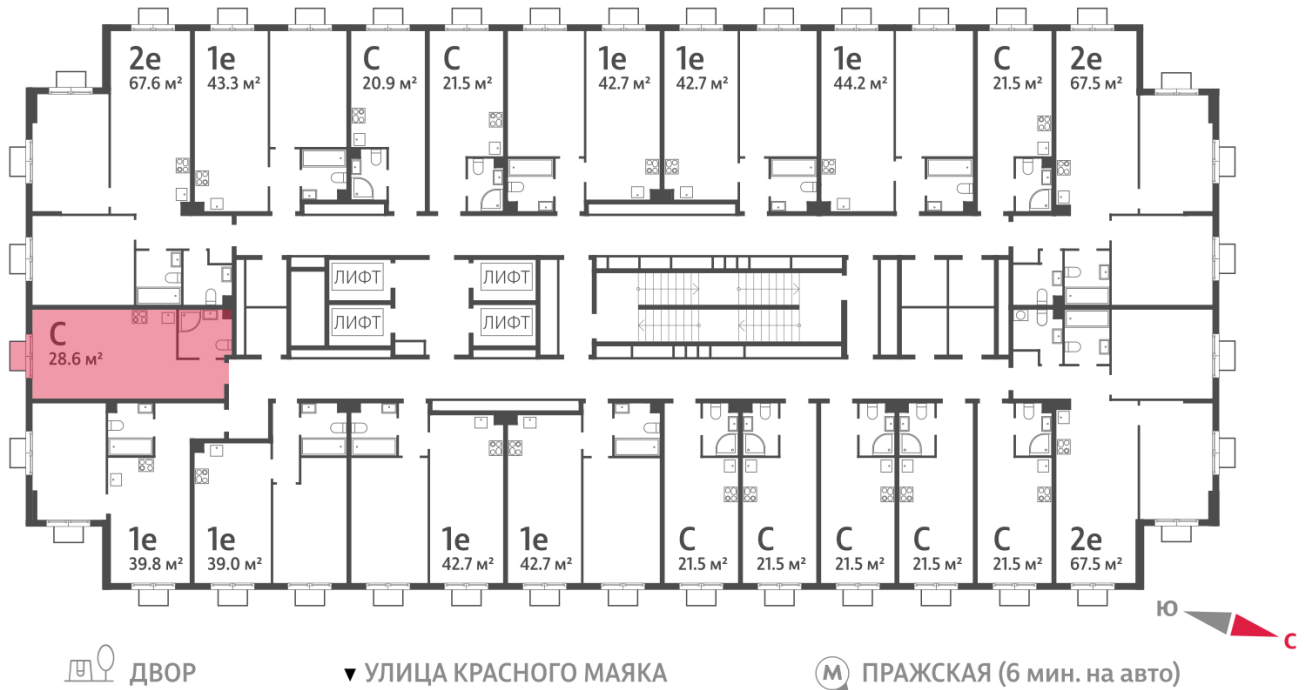 2е
67.6 м²
1е
43.3 м²
С
20.9 м²
С
21.5 м²
1е
42.7 м²
1е
42.7 м²
1е
44.2 м²
С
21.5 м²
2е
67.5 м²
ЛИФТ
ЛИФТ
ЛИФТ
ЛИФТ
С
28.6 м²
1е
39.8 м²
1е
39.0 м²
1е
42.7 м²
1е
42.7 м²
С
21.5 м²
С
21.5 м²
С
21.5 м²
С
21.5 м²
С
21.5 м²
2е
67.5 м²
Ю
С
ДВОР
УЛИЦА КРАСНОГО МАЯКА
М ПРАЖСКАЯ (6 мин. на авто)